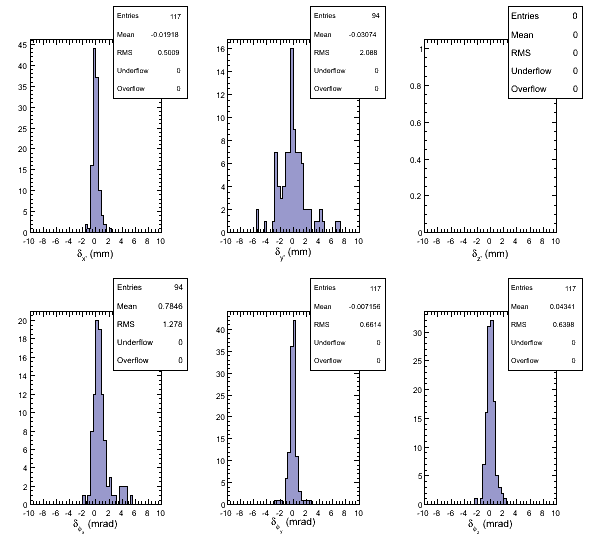 Entries 117
Mean -0.01918
RMS 0.5009
Underflow 0
Overflow 0
45
40
35
30
25
20
15
10
5
0
-10 -8 -6 -4 -2 0 2 4 6 8 10
δx' (mm)
Entries 94
Mean -0.03074
RMS 2.088
Underflow 0
Overflow 0
16
14
12
10
8
6
4
2
0
-10 -8 -6 -4 -2 0 2 4 6 8 10
δy' (mm)
Entries 0
Mean 0
RMS 0
Underflow 0
Overflow 0
1
0.8
0.6
0.4
0.2
0
-10 -8 -6 -4 -2 0 2 4 6 8 10
δz' (mm)
Entries 94
Mean 0.7846
RMS 1.278
Underflow 0
Overflow 0
20
18
16
14
12
10
8
6
4
2
0
-10 -8 -6 -4 -2 0 2 4 6 8 10
(mrad)
Entries 117
Mean -0.007156
RMS 0.6614
Underflow 0
Overflow 0
40
35
30
25
20
15
10
5
0
-10 -8 -6 -4 -2 0 2 4 6 8 10
(mrad)
Entries 117
Mean 0.04341
RMS 0.6398
Underflow 0
Overflow 0
30
25
20
15
10
5
0
-10 -8 -6 -4 -2 0 2 4 6 8 10
(mrad)